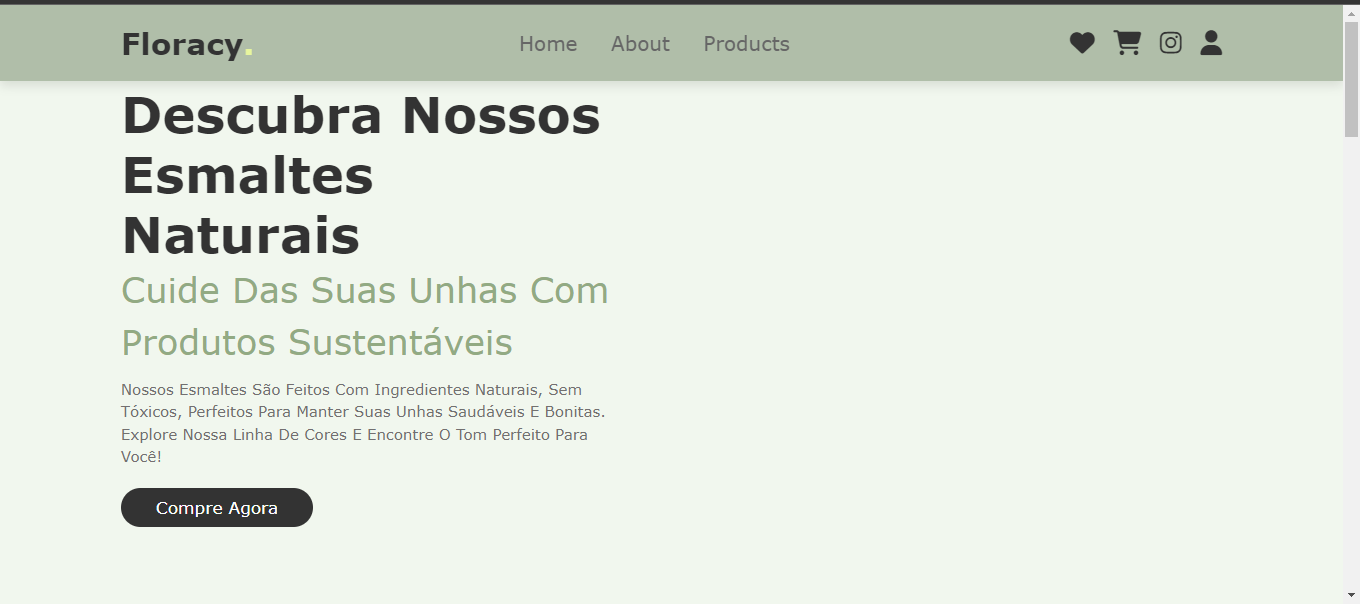 Floracy.
Home About Products
Descubra Nossos
Esmaltes
Naturais
Cuide Das Suas Unhas Com
Produtos Sustentáveis
Nossos Esmaltes São Feitos Com Ingredientes Naturais, Sem
Tóxicos, Perfeitos Para Manter Suas Unhas Saudáveis E Bonitas.
Explore Nossa Linha De Cores E Encontre O Tom Perfeito Para
Você!
Compre Agora